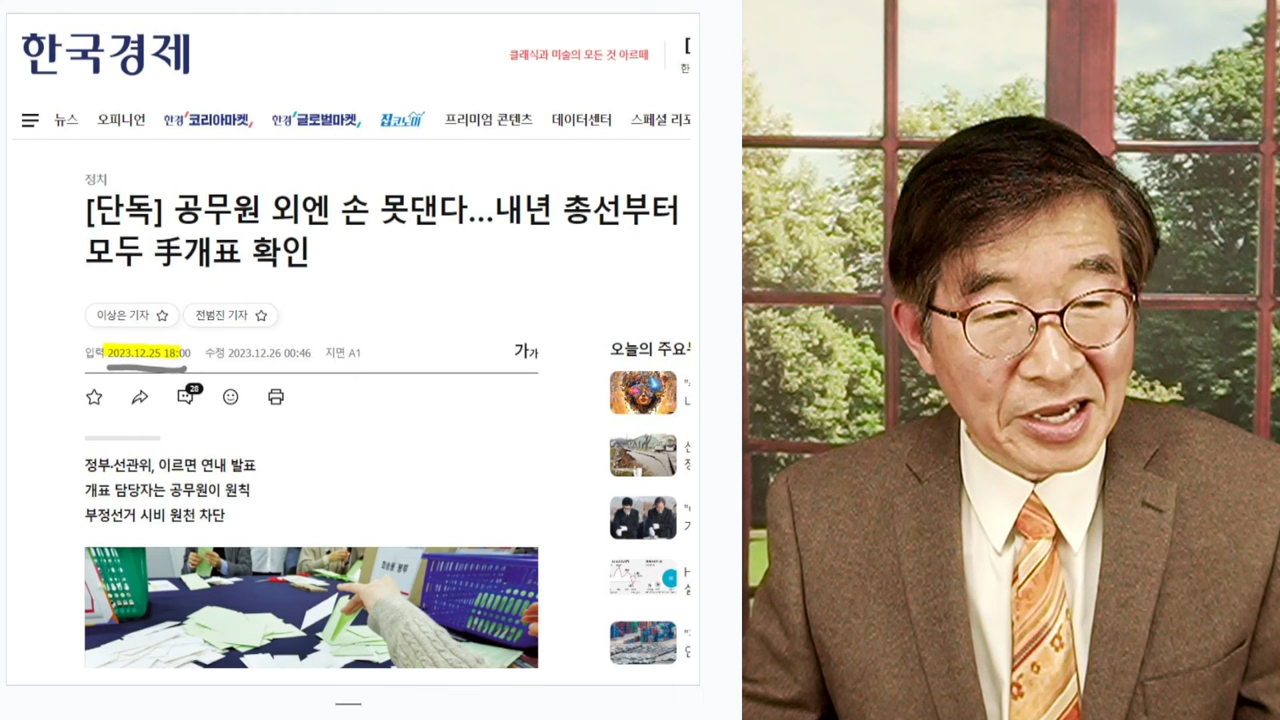 한국경제
클래식과 미술의 모든 것 아르떼
뉴스 오피니언 한경 코리아마켓 한경 글로벌마켓 집코노미 프리미엄 콘텐츠 데이터센터 스페셜 리포
정치
[단독] 공무원 외엔 손 못댄다...내년 총선부터
모두 手개표 확인
이상은 기자 전범진 기자
입력 2023.12.25 18:00 수정 2023.12.26 00:46 지면 A1 가가
오늘의 주요
28
정부·선관위, 이르면 연내 발표
개표 담당자는 공무원이 원칙
부정선거 시비 원천 차단